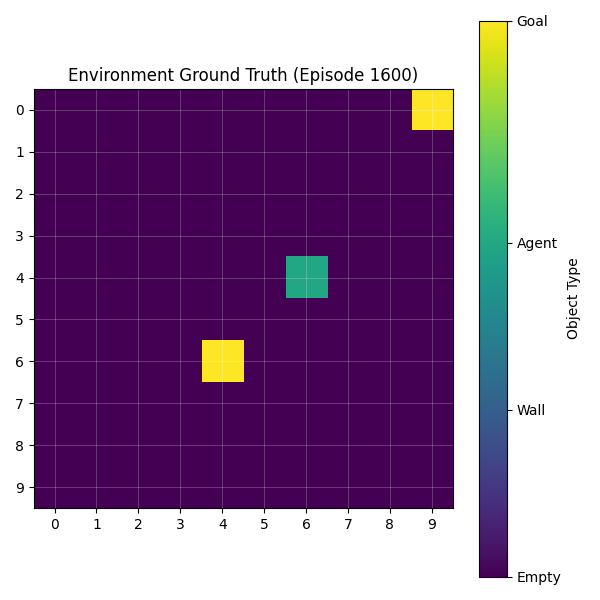 Environment Ground Truth (Episode 1600)
0
1
2
3
4
5
6
7
8
9
0 1 2 3 4 5 6 7 8 9
Goal
Agent
Wall
Empty
Object Type